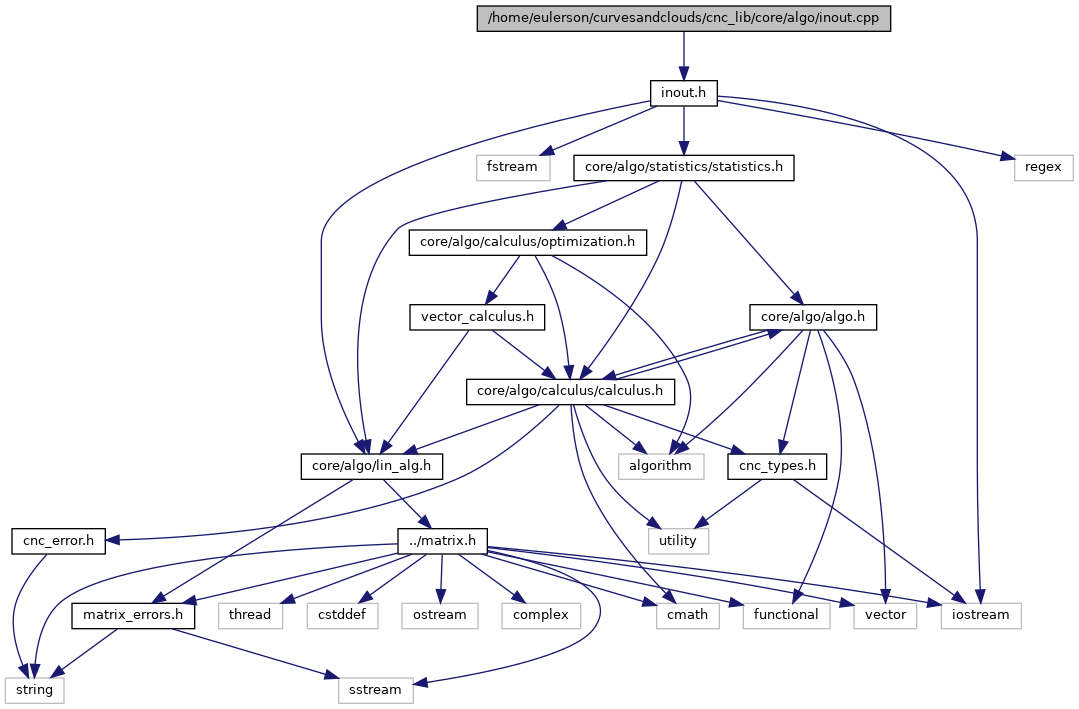 /home/eulerson/curvesandclouds/cnc_lib/core/algo/inout.cpp
inout.h
fstream
core/algo/statistics/statistics.h
regex
core/algo/calculus/optimization.h
vector_calculus.h
core/algo/algo.h
core/algo/calculus/calculus.h
core/algo/lin_alg.h
algorithm
cnc_types.h
cnc_error.h
../matrix.h
utility
matrix_errors.h
thread
cstddef
ostream
complex
cmath
functional
vector
iostream
string
sstream